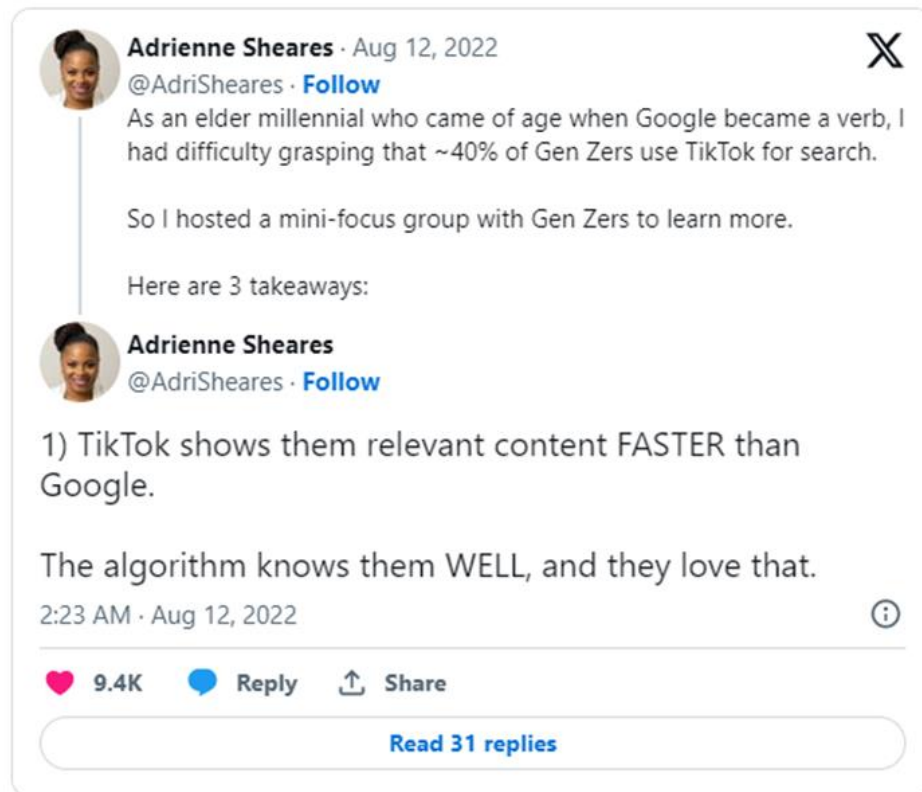 Adrienne Sheares · Aug 12, 2022
@AdriSheares · Follow
As an elder millennial who came of age when Google became a verb, I
had difficulty grasping that ~40% of Gen Zers use TikTok for search.
So I hosted a mini-focus group with Gen Zers to learn more.
Here are 3 takeaways:
Adrienne Sheares
@AdriSheares · Follow
1) TikTok shows them relevant content FASTER than
Google.
The algorithm knows them WELL, and they love that.
2:23 AM · Aug 12, 2022
9.4K Reply Share
Read 31 replies